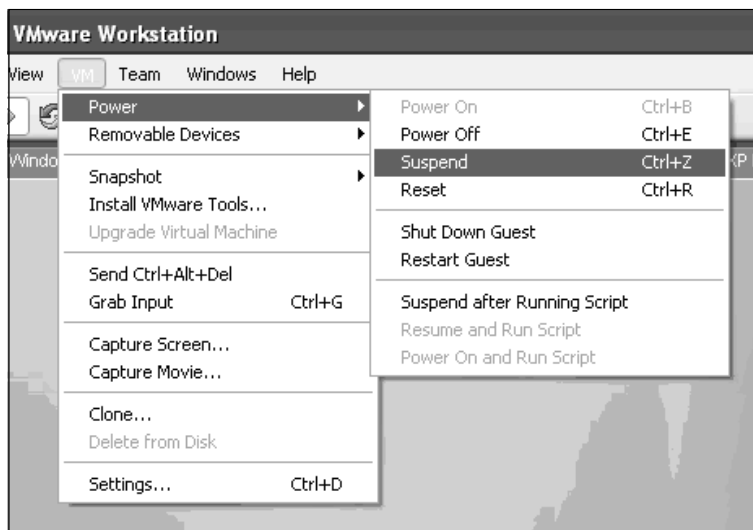 VMware Workstation
View VM Team Windows Help
Power
Removable Devices
Snapshot
Install VMware Tools...
Upgrade Virtual Machine
Send Ctrl+Alt+Del
Grab Input Ctrl+G
Capture Screen...
Capture Movie...
Clone...
Delete from Disk
Settings... Ctrl+D
Power On Ctrl+B
Power Off Ctrl+E
Suspend Ctrl+Z
Reset Ctrl+R
Shut Down Guest
Restart Guest
Suspend after Running Script
Resume and Run Script
Power On and Run Script
Windo
XP